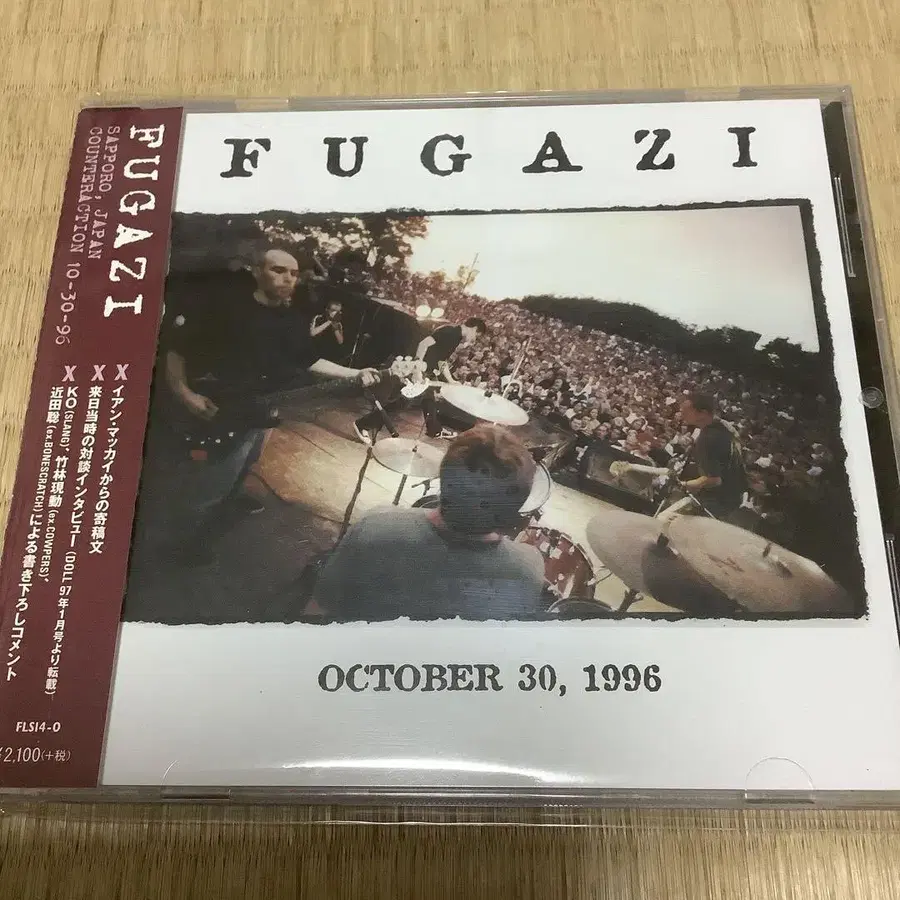 FUGAZI
SAPPORO, JAPAN
COUNTERACTION 10-30-96
X イアン・マッカイからの寄稿文
X 来日当時の対談インタビュー (DOLL 97年1月号より転載)
X KO(SLANG)、竹林現動(ex.COWPERS)、
近田聡(ex.BONESCRATCH)による書き下ろしコメント
FLS14-0
¥2,100(+税)
FUGAZI
OCTOBER 30, 1996